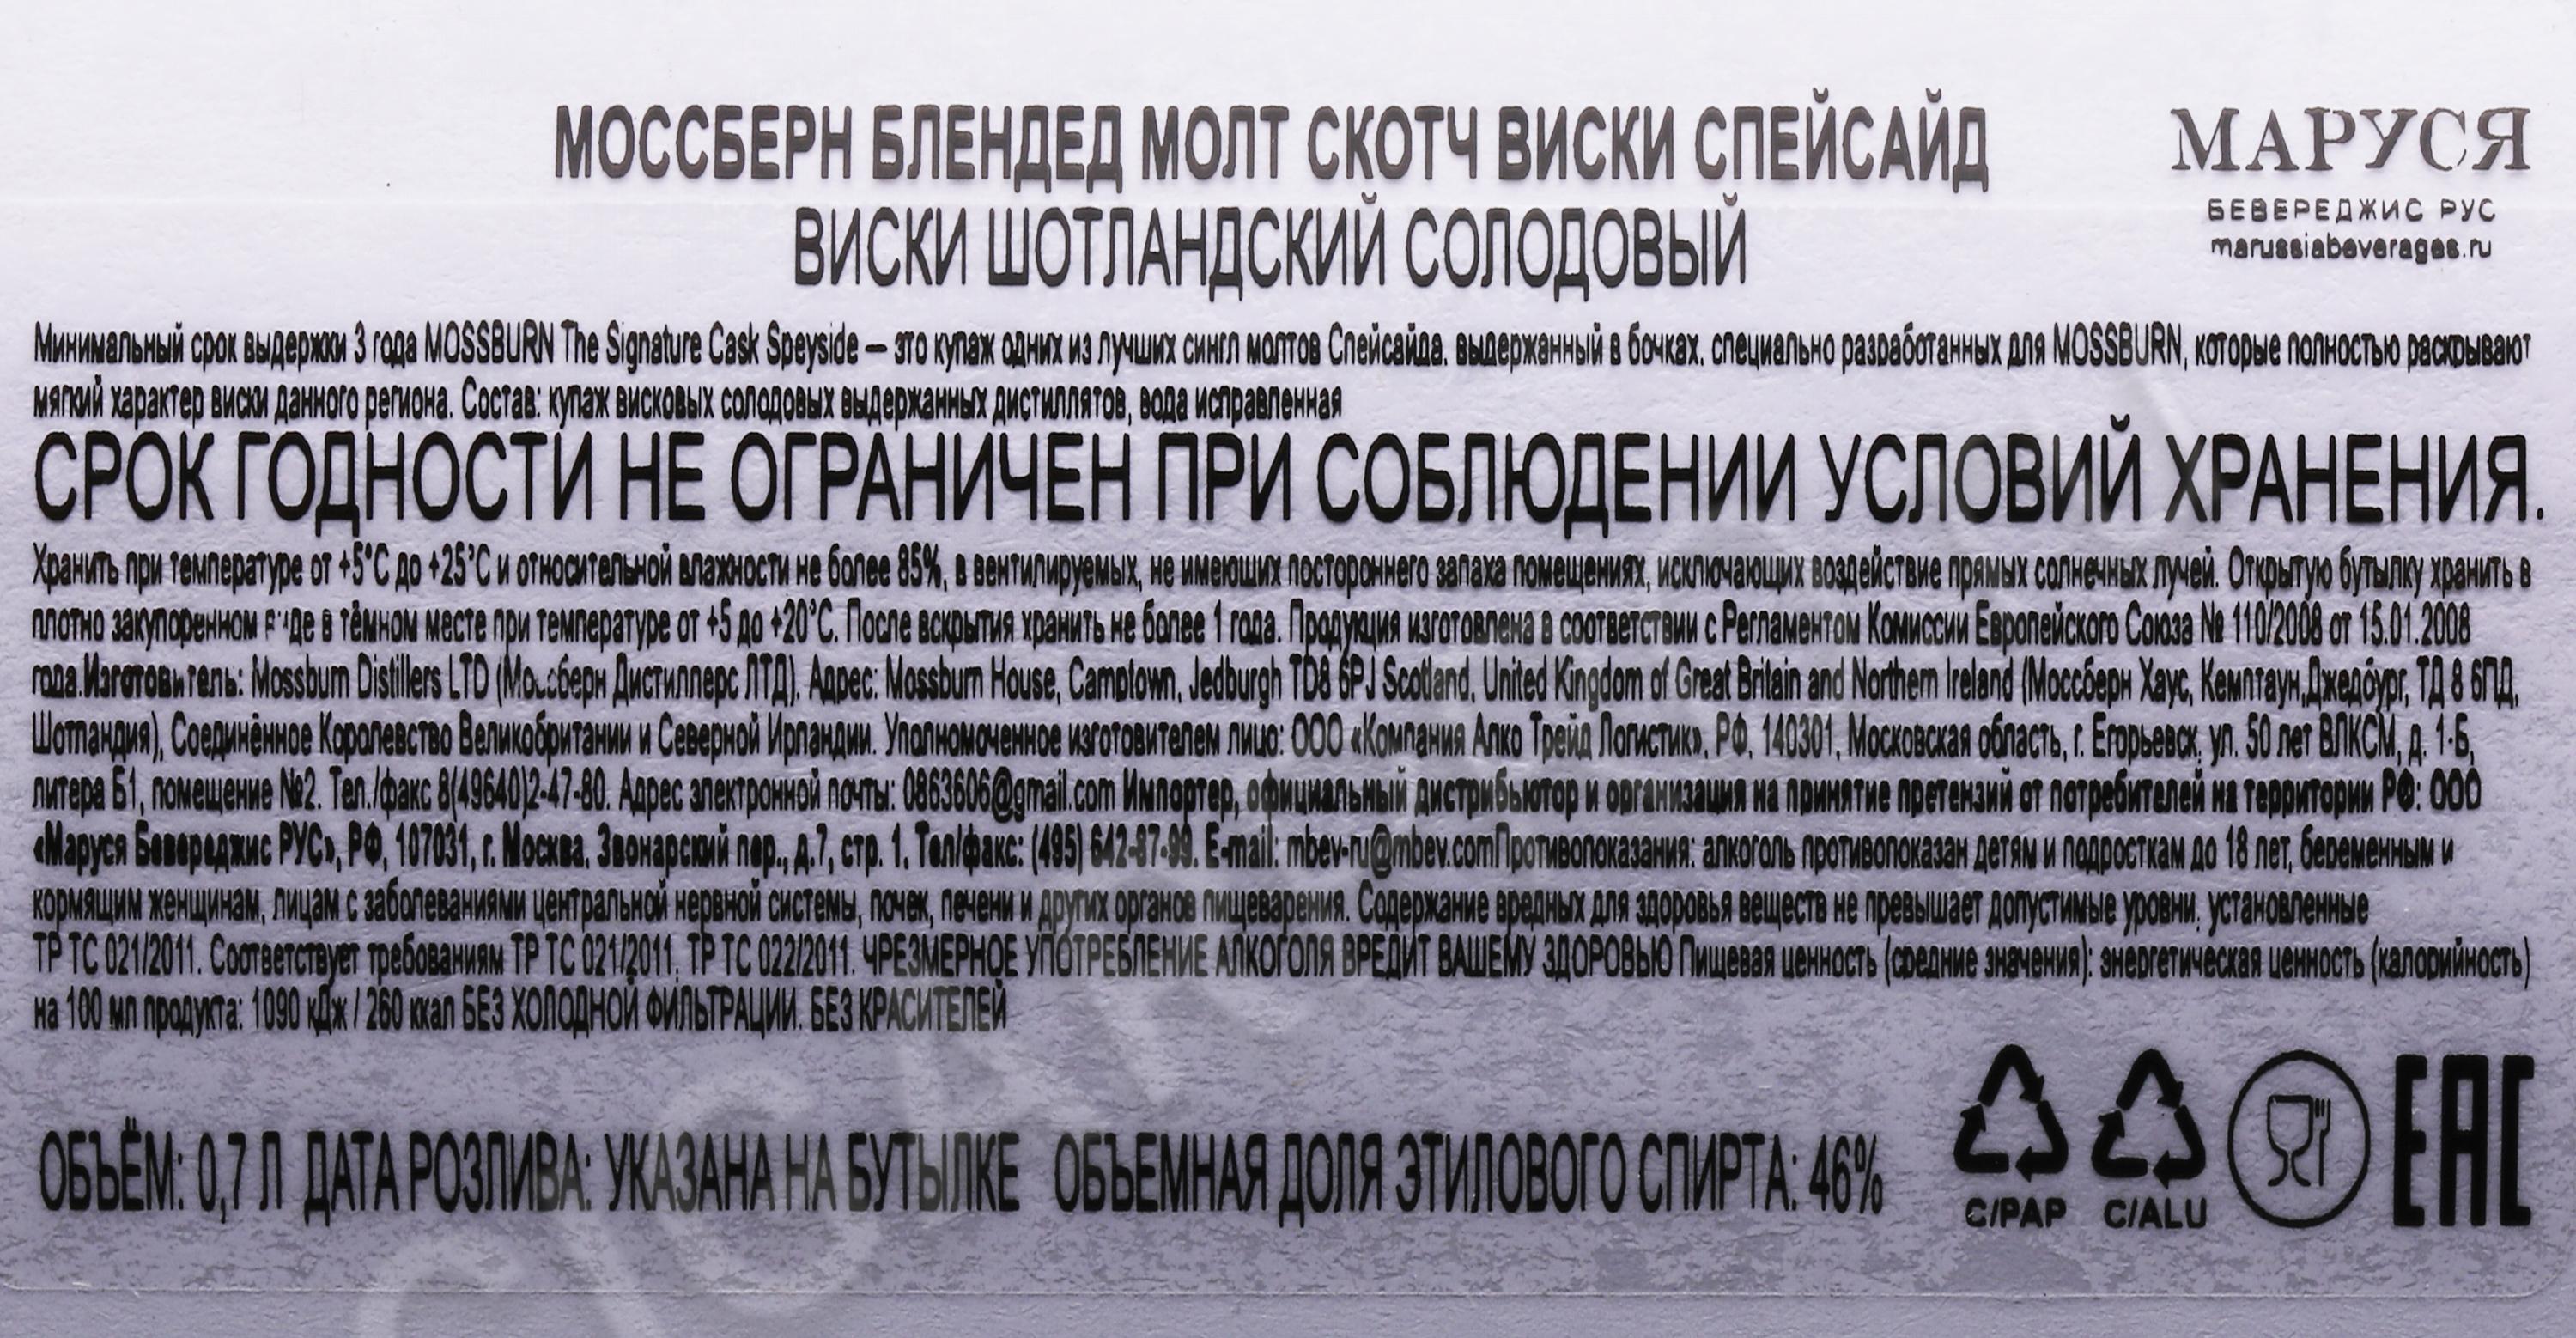 МОССБЕРН БЛЕНДЕД МОЛТ СКОТЧ ВИСКИ СПЕЙСАЙД
ВИСКИ ШОТЛАНДСКИЙ СОЛОДОВЫЙ
МАРУСЯ
БЕВЕРЕДЖИС РУС
marussiabeverages.ru
Минимальный срок выдержки 3 года MOSSBURN The Signature Cask Speyside – это купаж одних из лучших сингл молтов Спейсайда, выдержанный в бочках, специально разработанных для MOSSBURN, которые полностью раскрывают
мягкий характер виски данного региона. Состав: купаж висковых солодовых выдержанных дистиллятов, вода исправленная
СРОК ГОДНОСТИ НЕ ОГРАНИЧЕН ПРИ СОБЛЮДЕНИИ УСЛОВИЙ ХРАНЕНИЯ.
Хранить при температуре от +5°С до +25°С и относительной влажности не более 85%, в вентилируемых, не имеющих постороннего запаха помещениях, исключающих воздействие прямых солнечных лучей. Открытую бутылку хранить в
плотно закупоренном виде в тёмном месте при температуре от +5 до +20°С. После вскрытия хранить не более 1 года. Продукция изготовлена в соответствии с Регламентом Комиссии Европейского Союза № 110/2008 от 15.01.2008
года.Изготовитель: Mossburn Distillers LTD (Моссберн Дистиллерс ЛТД). Адрес: Mossburn House, Camptown, Jedburgh TD8 6PJ Scotland, United Kingdom of Great Britain and Northern Ireland (Моссберн Хаус, Кемптаун,Джедбург, ТД 8 6ПД,
Шотландия), Соединённое Королевство Великобритании и Северной Ирландии. Уполномоченное изготовителем лицо: ООО «Компания Алко Трейд Логистик», РФ, 140301, Московская область, г. Егорьевск, ул. 50 лет ВЛКСМ, д. 1-Б,
литера Б1, помещение №2. Тел./факс 8(49640)2-47-80. Адрес электронной почты: 0863606@gmail.com Импортер, официальный дистрибьютор и организация на принятие претензий от потребителей на территории РФ: ООО
«Маруся Бевереджис РУС», РФ, 107031, г. Москва, Звонарский пер., д.7, стр. 1, Тел/факс: (495) 642-87-99. E-mail: mbev-ru@mbev.comПротивопоказания: алкоголь противопоказан детям и подросткам до 18 лет, беременным и
кормящим женщинам, лицам с заболеваниями центральной нервной системы, почек, печени и других органов пищеварения. Содержание вредных для здоровья веществ не превышает допустимые уровни, установленные
ТР ТС 021/2011. Соответствует требованиям ТР ТС 021/2011, ТР ТС 022/2011. ЧРЕЗМЕРНОЕ УПОТРЕБЛЕНИЕ АЛКОГОЛЯ ВРЕДИТ ВАШЕМУ ЗДОРОВЬЮ Пищевая ценность (средние значения): энергетическая ценность (калорийность)
на 100 мл продукта: 1090 кДж / 260 ккал БЕЗ ХОЛОДНОЙ ФИЛЬТРАЦИИ. БЕЗ КРАСИТЕЛЕЙ
ОБЪЁМ: 0,7 Л ДАТА РОЗЛИВА: УКАЗАНА НА БУТЫЛКЕ ОБЪЕМНАЯ ДОЛЯ ЭТИЛОВОГО СПИРТА: 46%
C/PAP C/ALU EAC